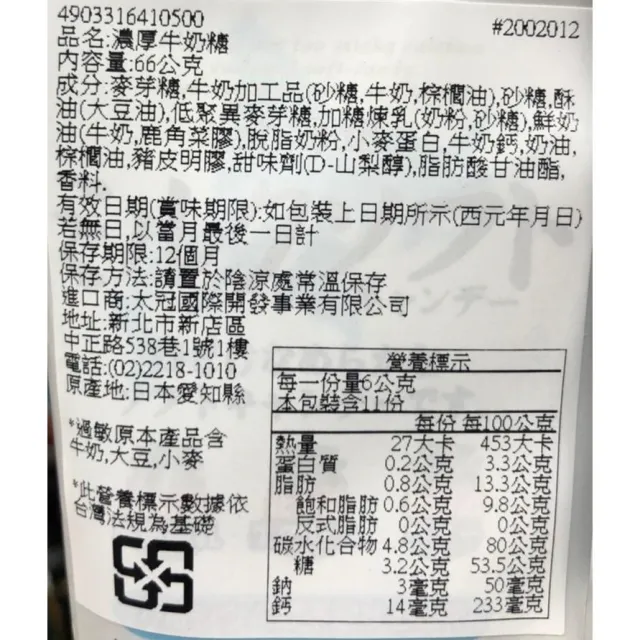 4903316410500
#2002012
品名:濃厚牛奶糖
內容量:66公克
成分:麥芽糖,牛奶加工品(砂糖,牛奶,棕櫚油),砂糖,酥
油(大豆油),低聚異麥芽糖,加糖煉乳(奶粉,砂糖),鮮奶
油(牛奶,鹿角菜膠),脫脂奶粉,小麥蛋白,牛奶鈣,奶油,
棕櫚油,豬皮明膠,甜味劑(D-山梨醇),脂肪酸甘油酯,
香料.
有效日期(賞味期限):如包裝上日期所示(西元年月日)
若無日,以當月最後一日計
保存期限:12個月
保存方法:請置於陰涼處常溫保存
進口商:太冠國際開發事業有限公司
地址:新北市新店區
中正路538巷1號1樓
電話:(02)2218-1010
原產地:日本愛知縣
*過敏原本產品含
牛奶,大豆,小麥
*此營養標示數據依
台灣法規為基礎
營養標示
每一份量6公克
本包裝含11份
每份 每100公克
熱量 27大卡 453大卡
蛋白質 0.2公克 3.3公克
脂肪 0.8公克 13.3公克
飽和脂肪 0.6公克 9.8公克
反式脂肪 0公克 0公克
碳水化合物 4.8公克 80公克
糖 3.2公克 53.5公克
鈉 3毫克 50毫克
鈣 14毫克 233毫克